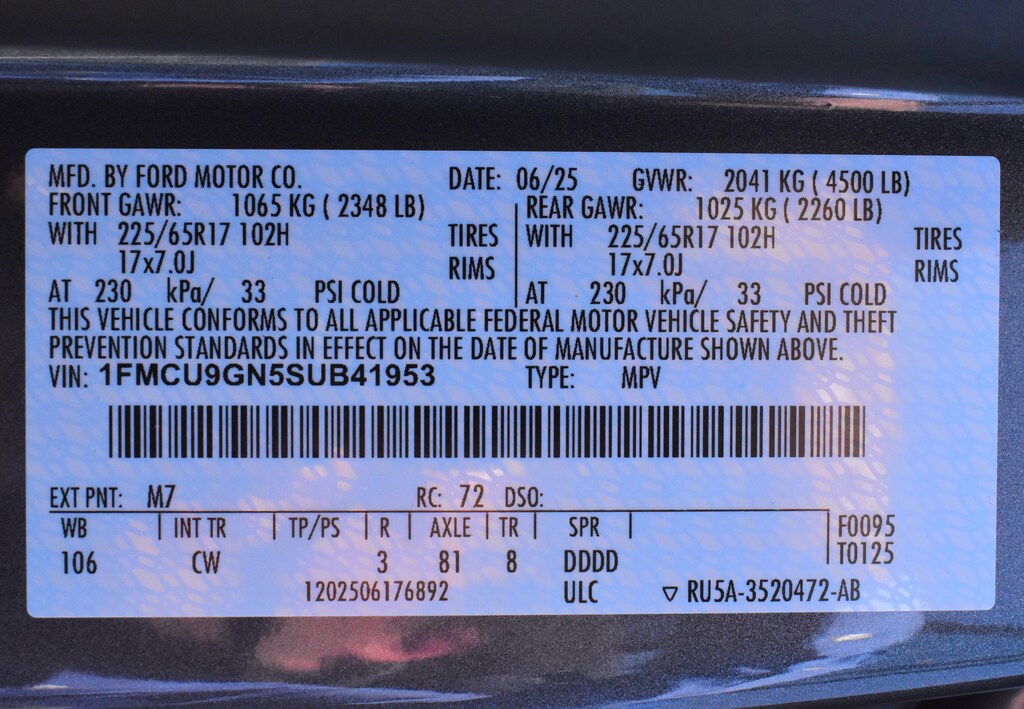 MFD. BY FORD MOTOR CO. DATE: 06/25 GVWR: 2041 KG ( 4500 LB)
FRONT GAWR: 1065 KG ( 2348 LB) REAR GAWR: 1025 KG ( 2260 LB)
WITH 225/65R17 102H TIRES WITH 225/65R17 102H TIRES
17x7.0J RIMS 17x7.0J RIMS
AT 230 kPa/ 33 PSI COLD AT 230 kPa/ 33 PSI COLD
THIS VEHICLE CONFORMS TO ALL APPLICABLE FEDERAL MOTOR VEHICLE SAFETY AND THEFT
PREVENTION STANDARDS IN EFFECT ON THE DATE OF MANUFACTURE SHOWN ABOVE.
VIN: 1FMCU9GN5SUB41953 TYPE: MPV
EXT PNT: M7 RC: 72 DSO:
WB INT TR TP/PS R AXLE TR SPR F0095
106 CW 3 81 8 DDDD T0125
1202506176892 ULC ▽ RU5A-3520472-AB